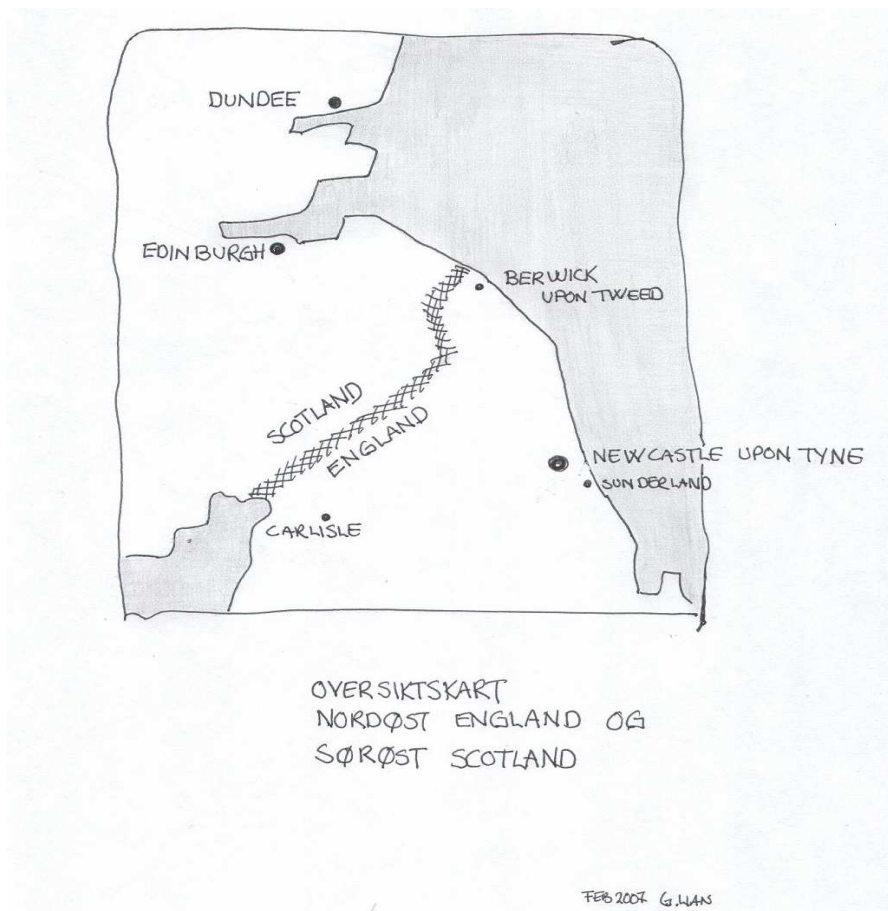 DUNDEE
EDINBURGH
BERWICK
UPON TWEED
SCOTLAND
ENGLAND
NEWCASTLE UPON TYNE
SUNDERLAND
CARLISLE
OVERSIKTSKART
NORDØST ENGLAND OG
SØRØST SCOTLAND
FEB 2007